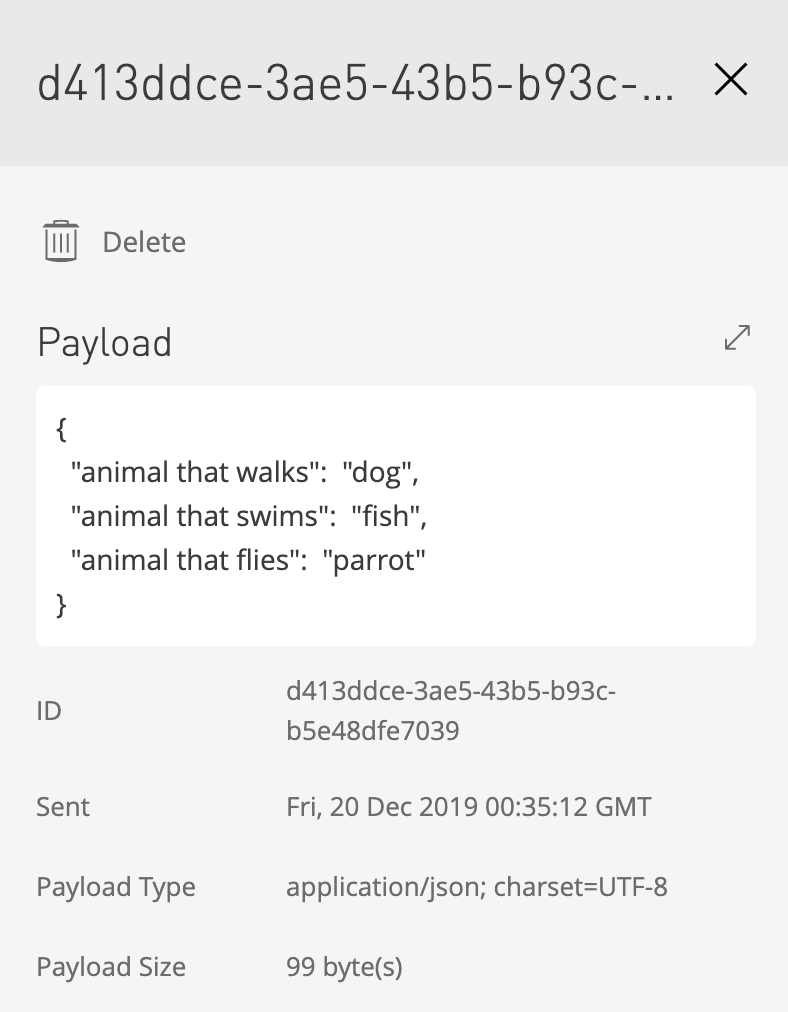 d413ddce-3ae5-43b5-b93c-...
Delete
Payload
{
  "animal that walks":  "dog",
  "animal that swims":  "fish",
  "animal that flies":  "parrot"
}
ID
d413ddce-3ae5-43b5-b93c-
b5e48dfe7039
Sent
Fri, 20 Dec 2019 00:35:12 GMT
Payload Type
application/json; charset=UTF-8
Payload Size
99 byte(s)